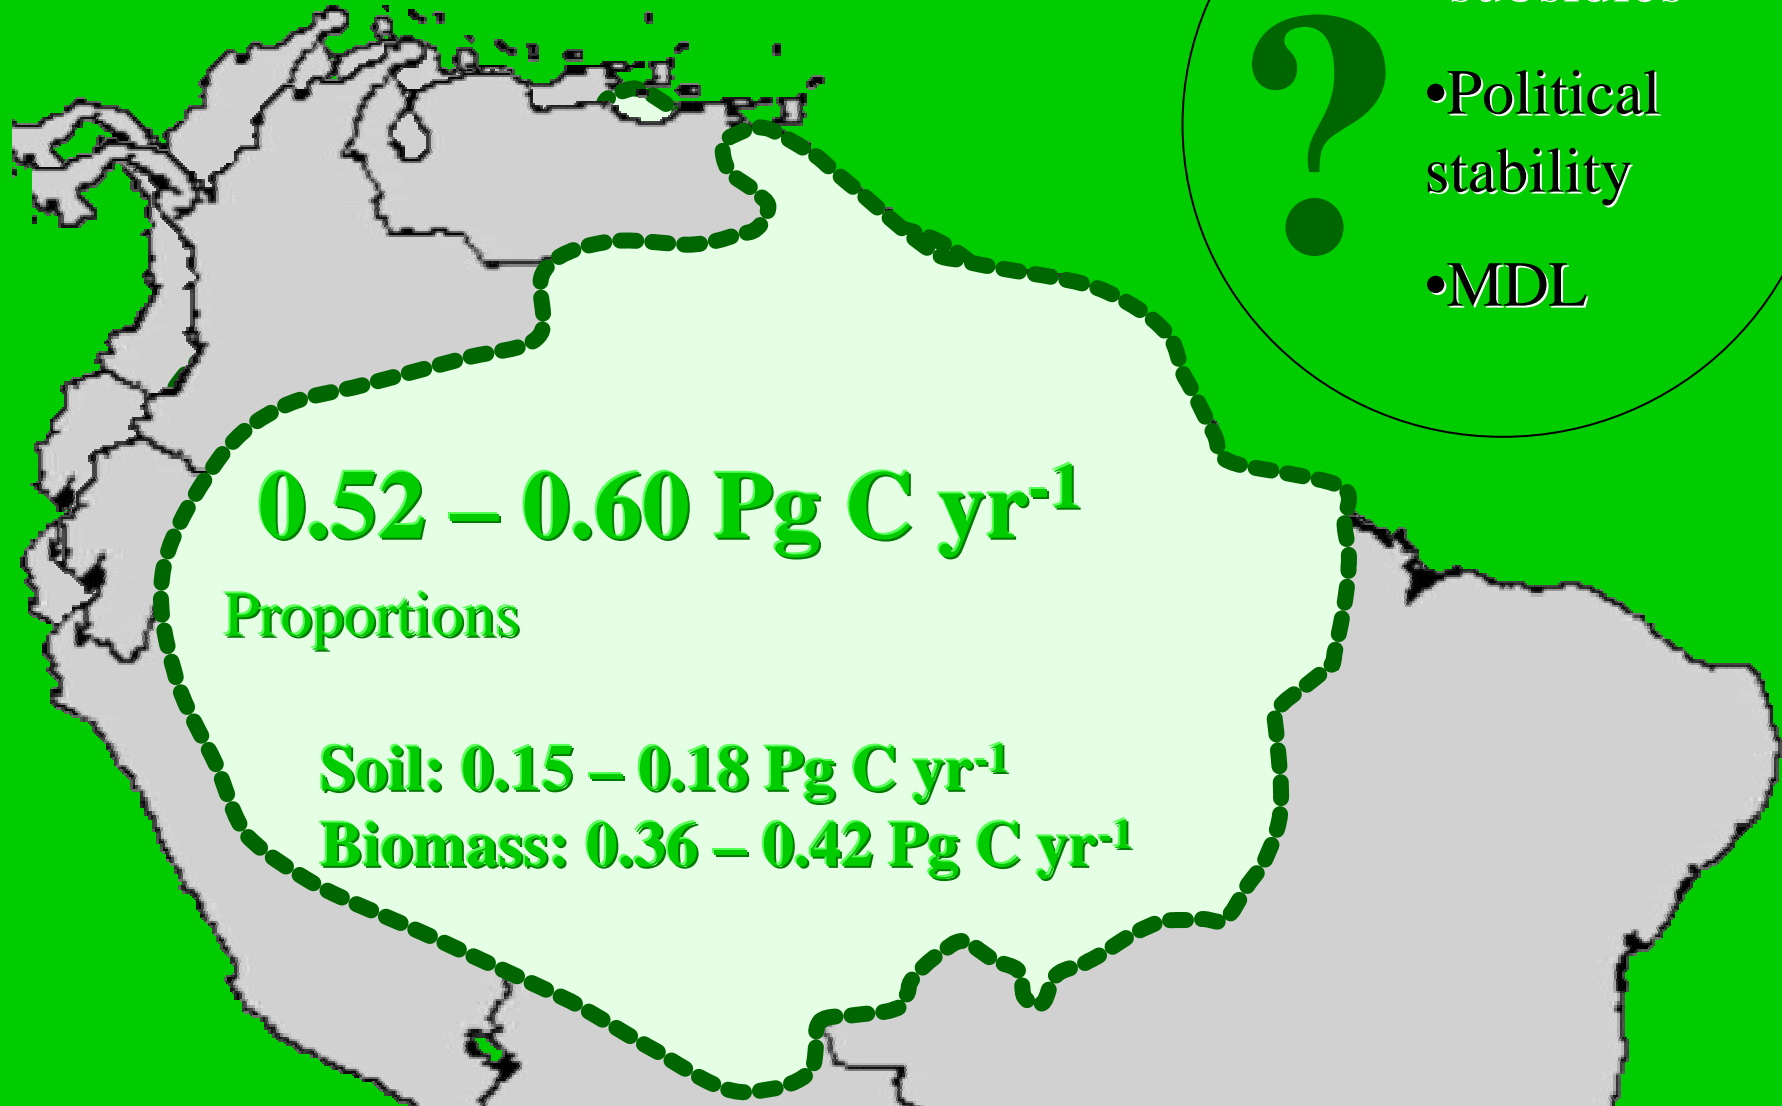 subsidies
?
•Political
stability
•MDL
0.52 – 0.60 Pg C yr-1
Proportions
Soil: 0.15 – 0.18 Pg C yr-1
Biomass: 0.36 – 0.42 Pg C yr-1